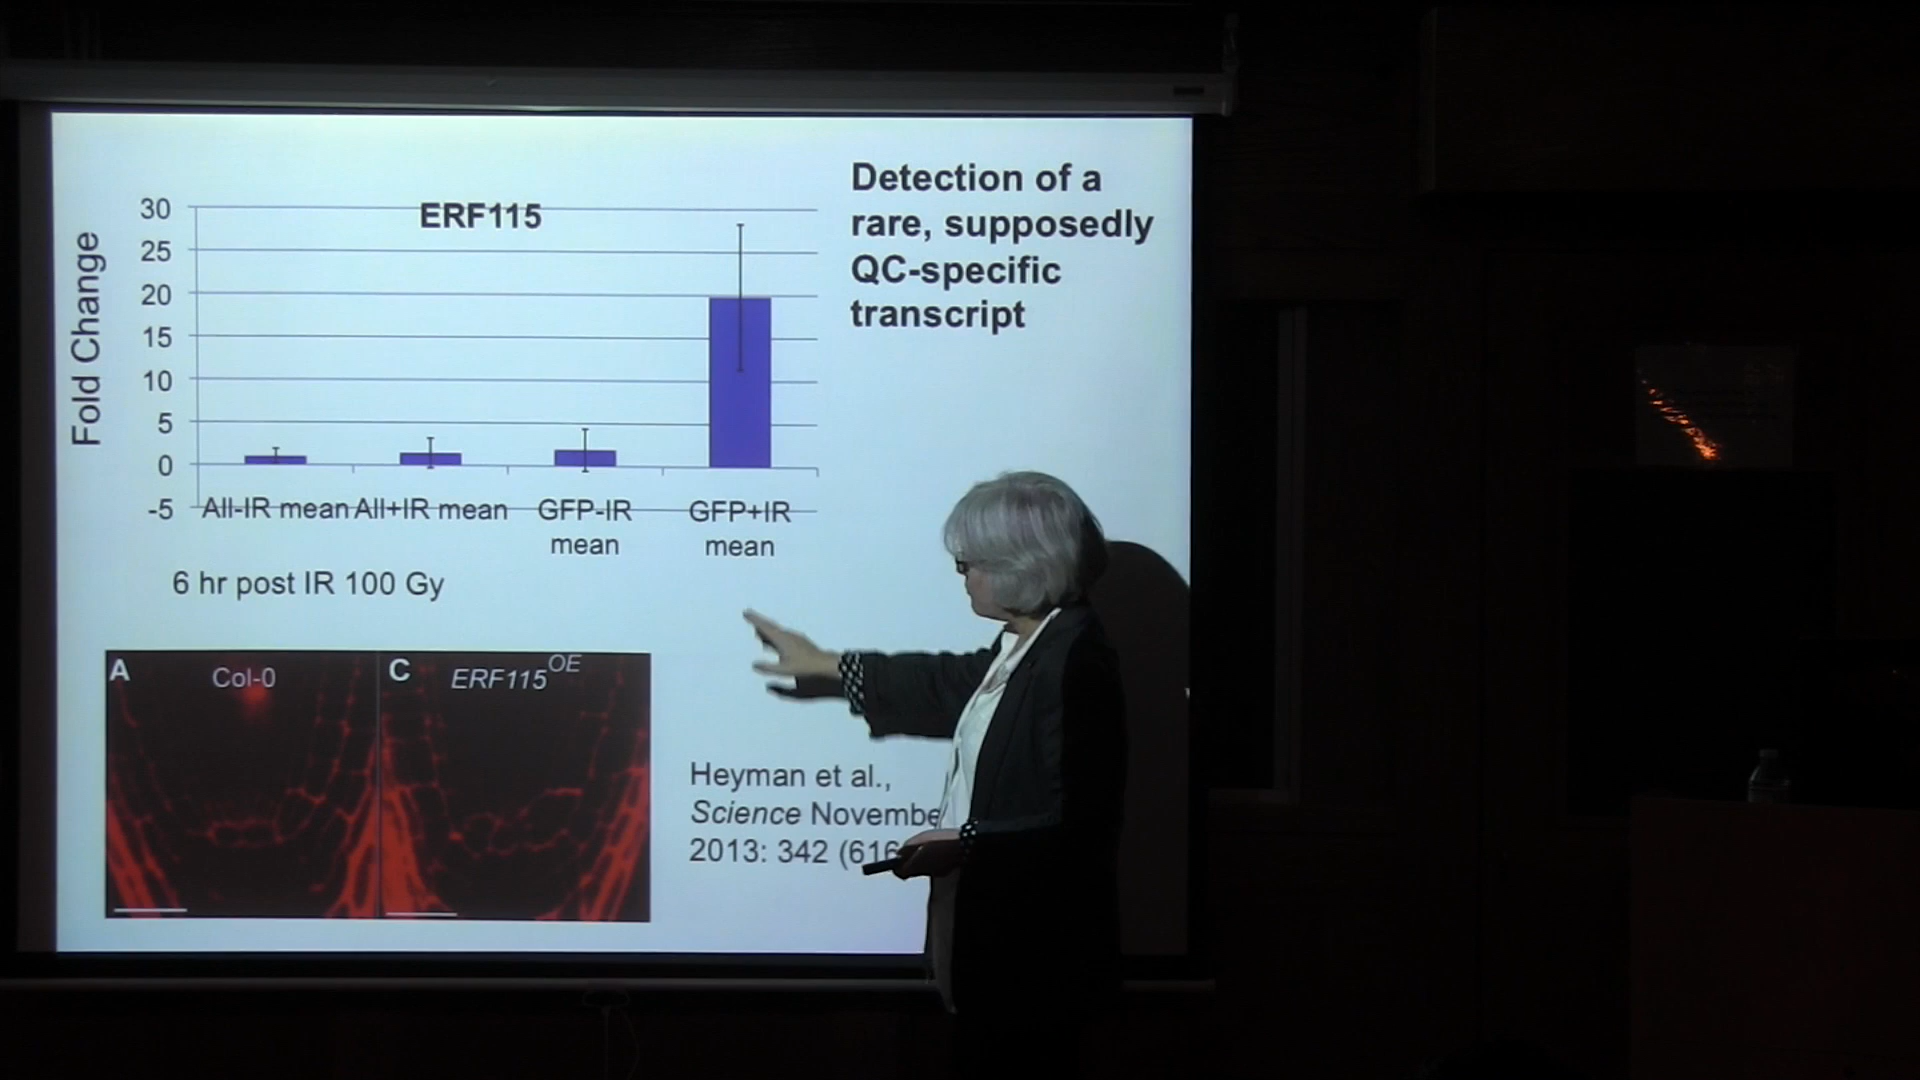 Detection of a
rare, supposedly
QC-specific
transcript
ERF115
Fold Change
30
25
20
15
10
5
0
-5
All-IR mean All+IR mean GFP-IR mean GFP+IR mean
6 hr post IR 100 Gy
A Col-0 C ERF115 OE
Heyman et al.,
Science Novembe
2013: 342 (616